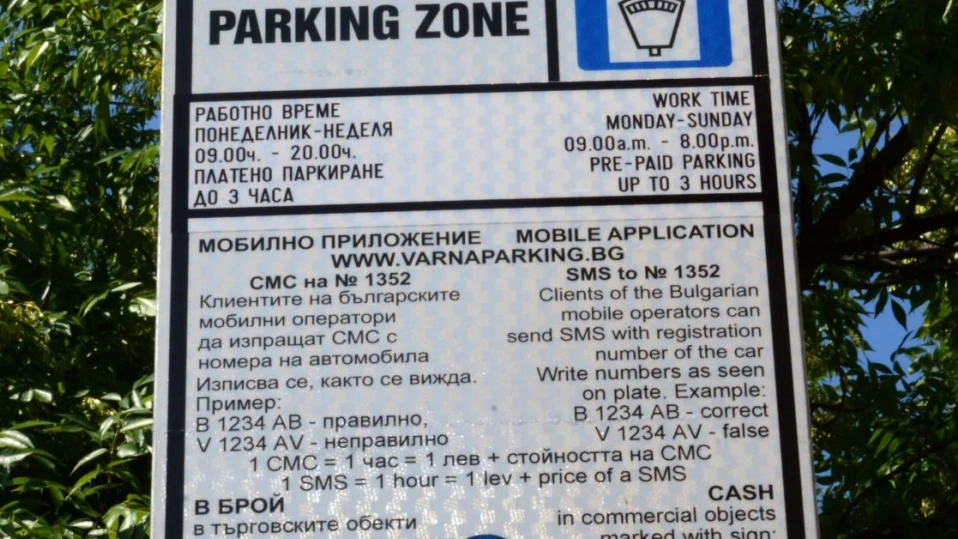 PARKING ZONE
РАБОТНО ВРЕМЕ
ПОНЕДЕЛНИК-НЕДЕЛЯ
09.00ч. - 20.00ч.
ПЛАТЕНО ПАРКИРАНЕ
ДО 3 ЧАСА
WORK TIME
MONDAY-SUNDAY
09.00a.m. - 8.00p.m.
PRE-PAID PARKING
UP TO 3 HOURS
МОБИЛНО ПРИЛОЖЕНИЕ MOBILE APPLICATION
WWW.VARNAPARKING.BG
СМС на № 1352
Клиентите на българските
мобилни оператори
да изпращат СМС с
номера на автомобила
Изписва се, както се вижда.
Пример:
В 1234 АВ - правилно,
V 1234 AV - неправилно
SMS to № 1352
Clients of the Bulgarian
mobile operators can
send SMS with registration
number of the car
Write numbers as seen
on plate. Example:
B 1234 AB - correct
V 1234 AV - false
1 СМС = 1 час = 1 лев + стойността на СМС
1 SMS = 1 hour = 1 lev + price of a SMS
В БРОЙ
в търговските обекти
CASH
in commercial objects
marked with sign: